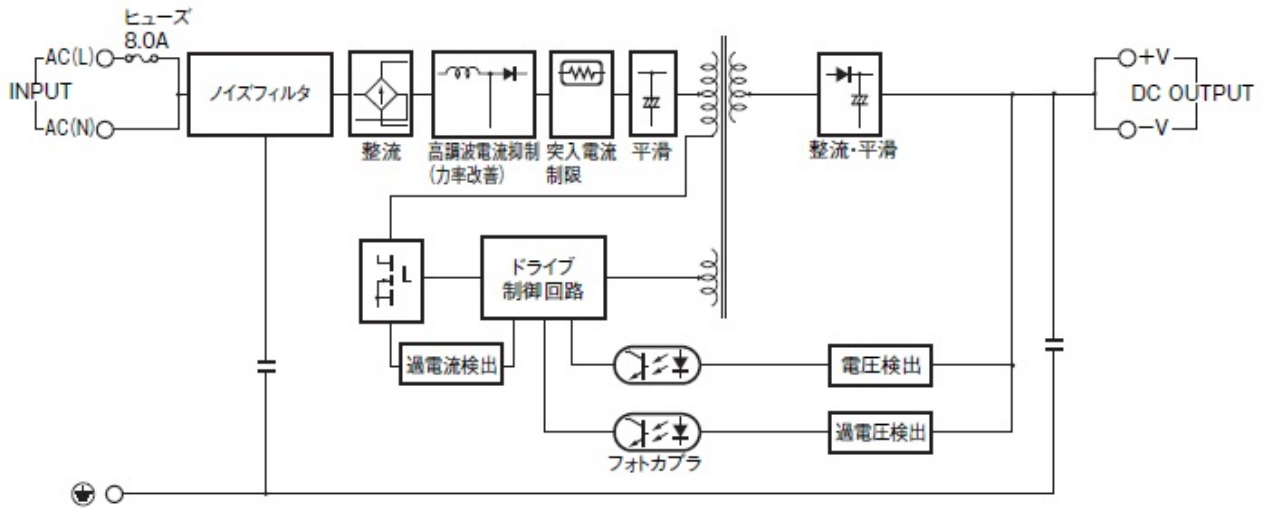 ヒューズ
8.0A
AC(L)
INPUT
AC(N)
ノイズフィルタ
整流
高調波電流抑制
(力率改善)
突入電流
制限
平滑
整流・平滑
+V
DC OUTPUT
−V
ドライブ
制御回路
過電流検出
電圧検出
過電圧検出
フォトカプラ